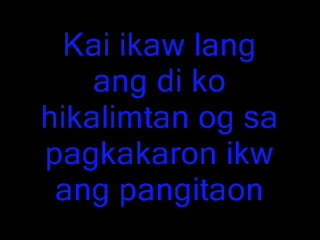 Kai ikaw lang
ang di ko
hikalimtan og sa
pagkakaron ikw
ang pangitaon